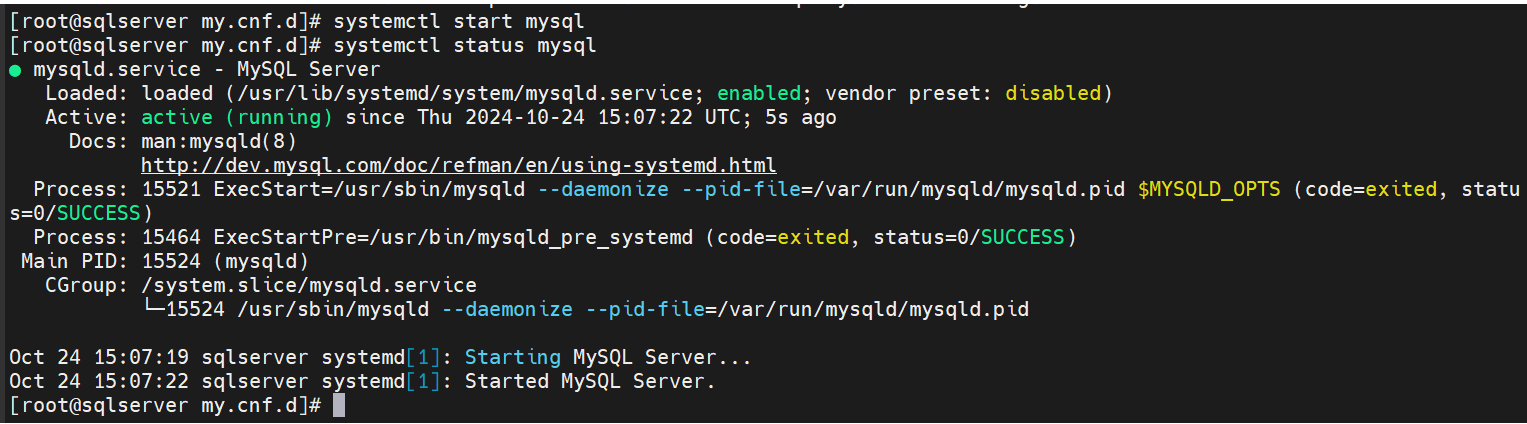 [root@sqlserver my.cnf.d]# systemctl start mysql
[root@sqlserver my.cnf.d]# systemctl status mysql
● mysqld.service - MySQL Server
   Loaded: loaded (/usr/lib/systemd/system/mysqld.service; enabled; vendor preset: disabled)
   Active: active (running) since Thu 2024-10-24 15:07:22 UTC; 5s ago
     Docs: man:mysqld(8)
           http://dev.mysql.com/doc/refman/en/using-systemd.html
  Process: 15521 ExecStart=/usr/sbin/mysqld --daemonize --pid-file=/var/run/mysqld/mysqld.pid $MYSQLD_OPTS (code=exited, statu
s=0/SUCCESS)
  Process: 15464 ExecStartPre=/usr/bin/mysqld_pre_systemd (code=exited, status=0/SUCCESS)
 Main PID: 15524 (mysqld)
   CGroup: /system.slice/mysqld.service
           └─15524 /usr/sbin/mysqld --daemonize --pid-file=/var/run/mysqld/mysqld.pid

Oct 24 15:07:19 sqlserver systemd[1]: Starting MySQL Server...
Oct 24 15:07:22 sqlserver systemd[1]: Started MySQL Server.
[root@sqlserver my.cnf.d]#